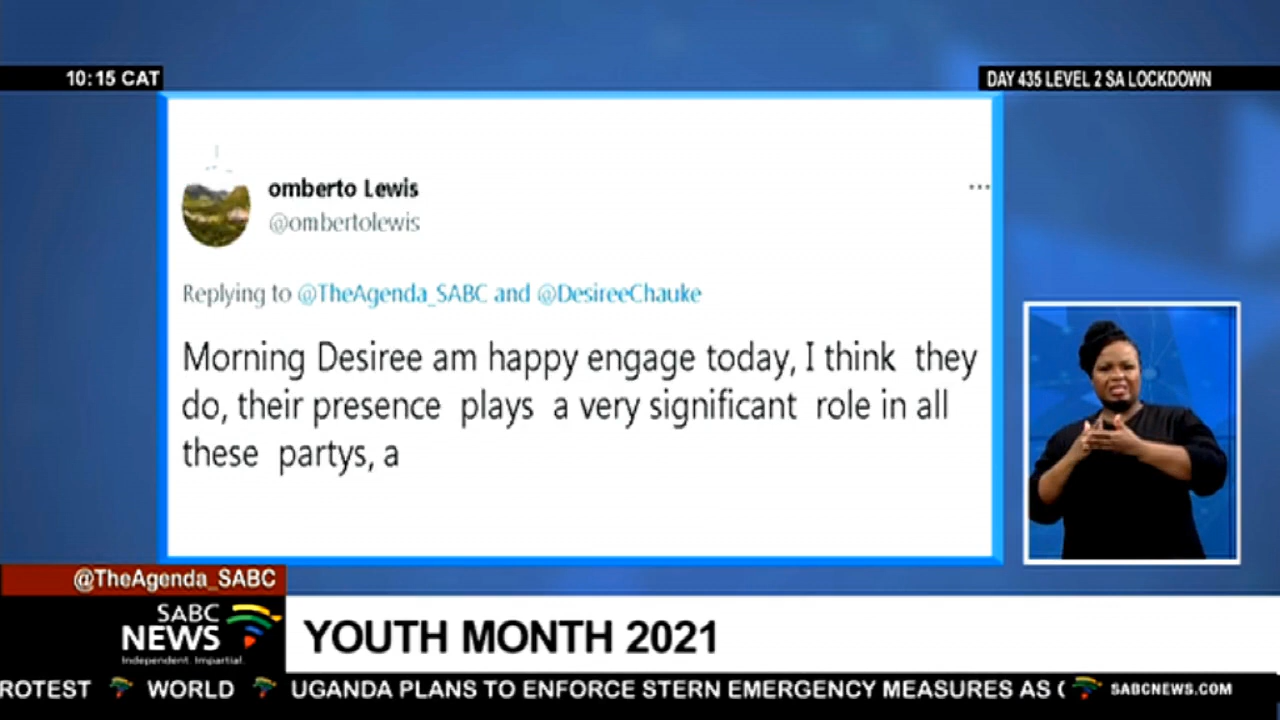 10:15 CAT
DAY 435 LEVEL 2 SA LOCKDOWN
omberto Lewis
@ombertolewis
Replying to @TheAgenda_SABC and @DesireeChauke
Morning Desiree am happy engage today, I think they
do, their presence plays a very significant role in all
these partys, a
@TheAgenda_SABC
SABC
NEWS
Independent. Impartial.
YOUTH MONTH 2021
ROTEST WORLD UGANDA PLANS TO ENFORCE STERN EMERGENCY MEASURES AS
SABCNEWS.COM